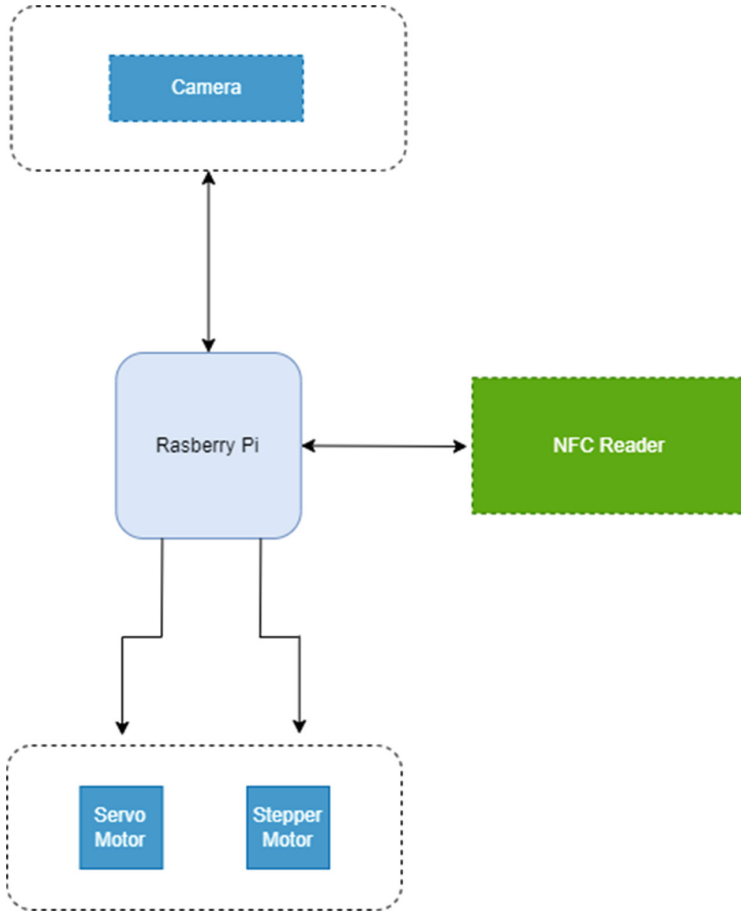 Camera
Rasberry Pi
NFC Reader
Servo
Motor
Stepper
Motor